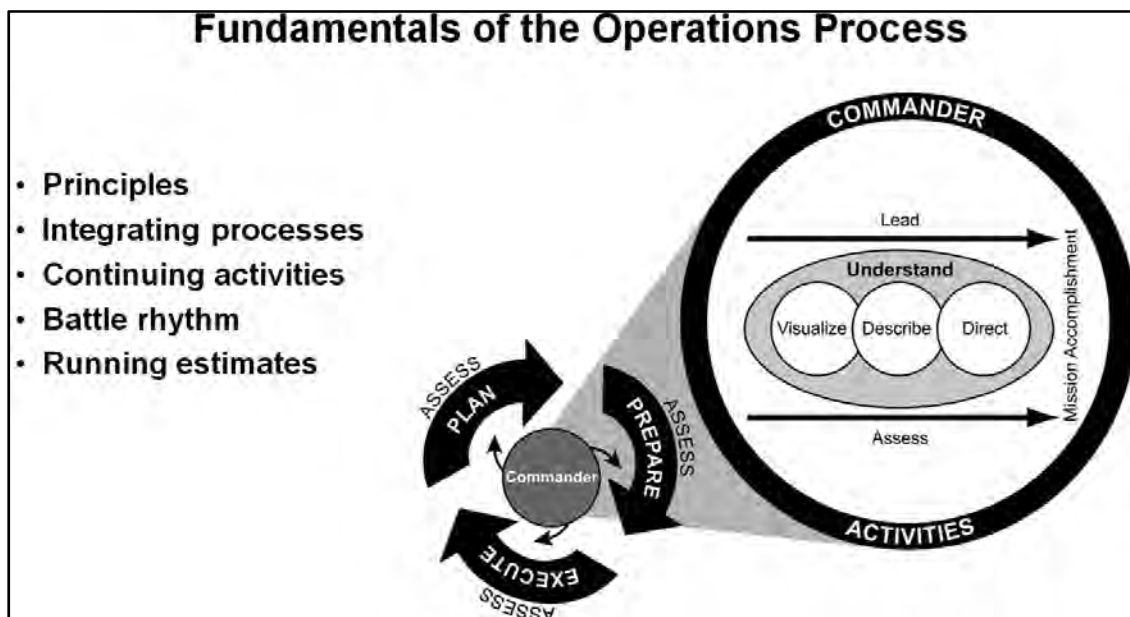 Fundamentals of the Operations Process
• Principles
• Integrating processes
• Continuing activities
• Battle rhythm
• Running estimates
ASSESS
PLAN
ASSESS
PREPARE
ASSESS
EXECUTE
Commander
COMMANDER
Lead
Understand
Visualize
Describe
Direct
Assess
Mission Accomplishment
ACTIVITIES